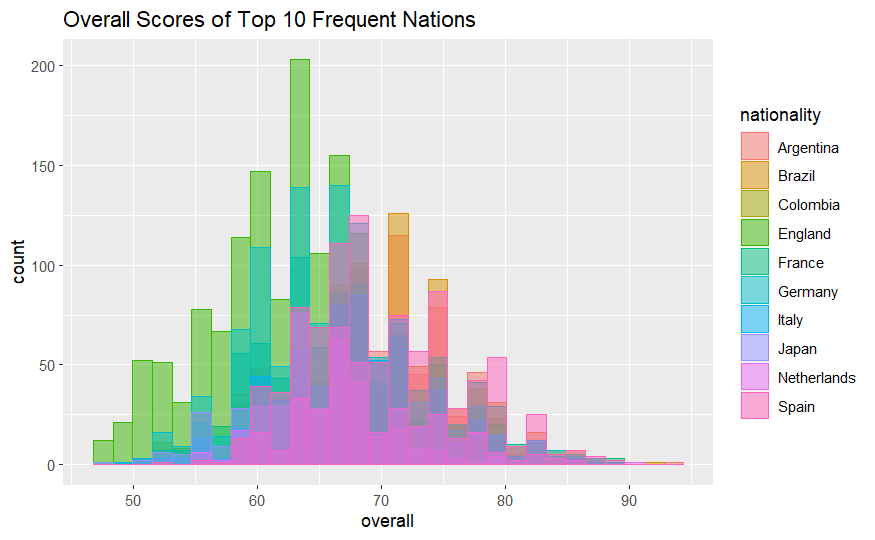 Overall Scores of Top 10 Frequent Nations
200
150
100
50
0
count
50 60 70 80 90
overall
nationality
Argentina
Brazil
Colombia
England
France
Germany
Italy
Japan
Netherlands
Spain